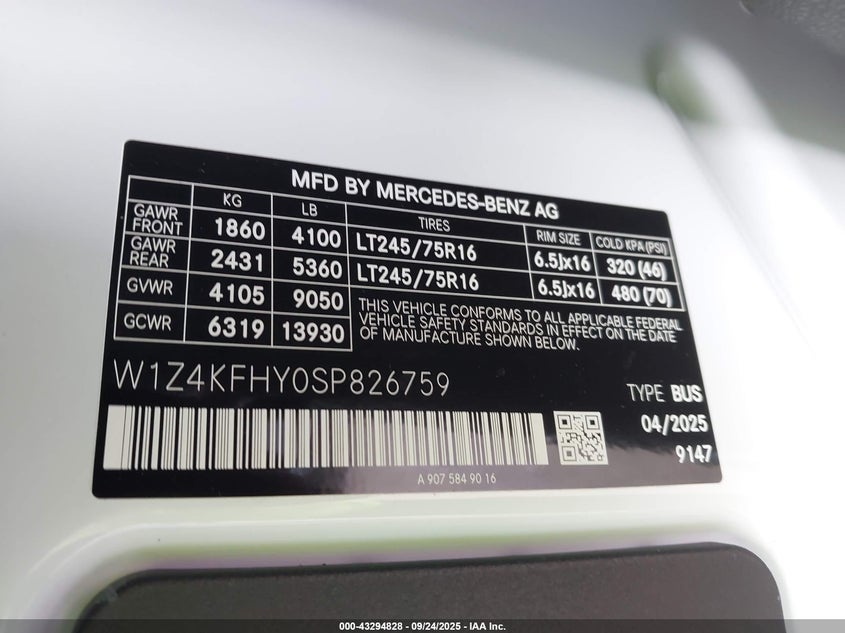 MFD BY MERCEDES-BENZ AG
KG LB TIRES RIM SIZE COLD KPA (PSI)
GAWR FRONT 1860 4100 LT245/75R16 6.5Jx16 320 (46)
GAWR REAR 2431 5360 LT245/75R16 6.5Jx16 480 (70)
GVWR 4105 9050
GCWR 6319 13930
THIS VEHICLE CONFORMS TO ALL APPLICABLE FEDERAL
VEHICLE SAFETY STANDARDS IN EFFECT ON THE DATE
OF MANUFACTURE SHOWN BELOW.
W1Z4KFHY0SP826759
TYPE BUS
04/2025
9147
A 907 584 90 16
000-43294828 - 09/24/2025 - IAA Inc.